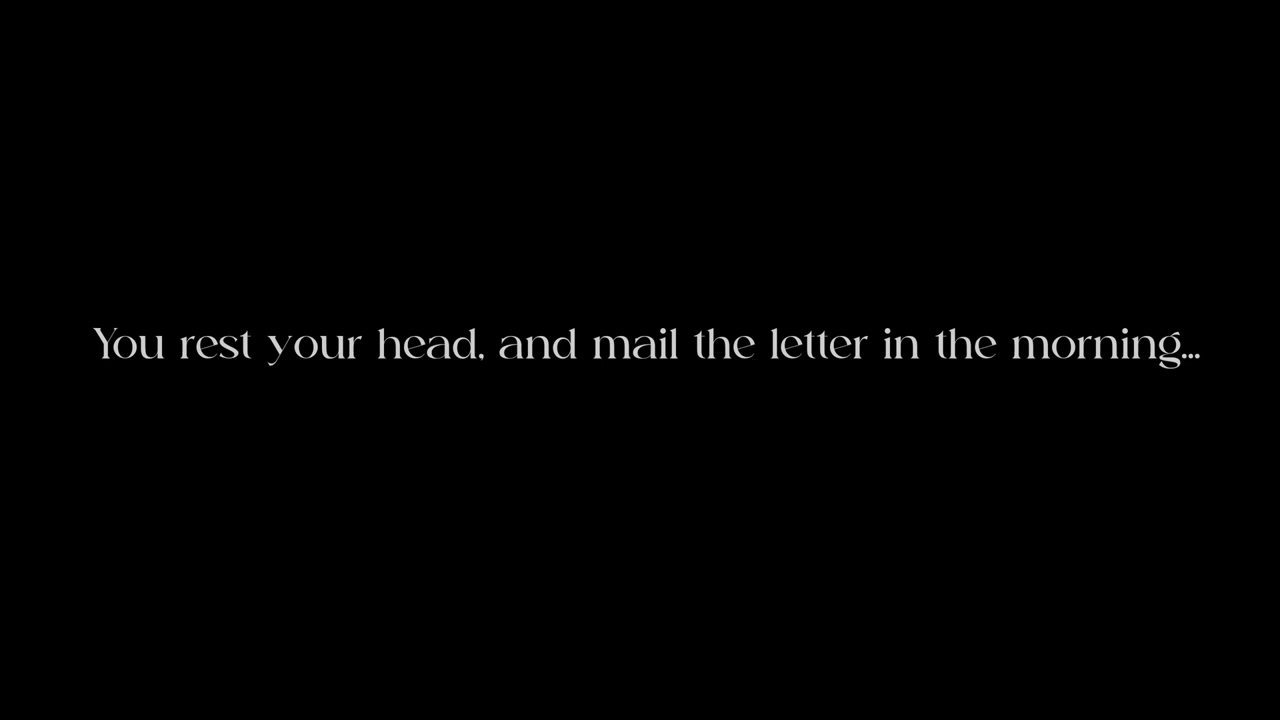 You rest your head, and mail the letter in the morning...